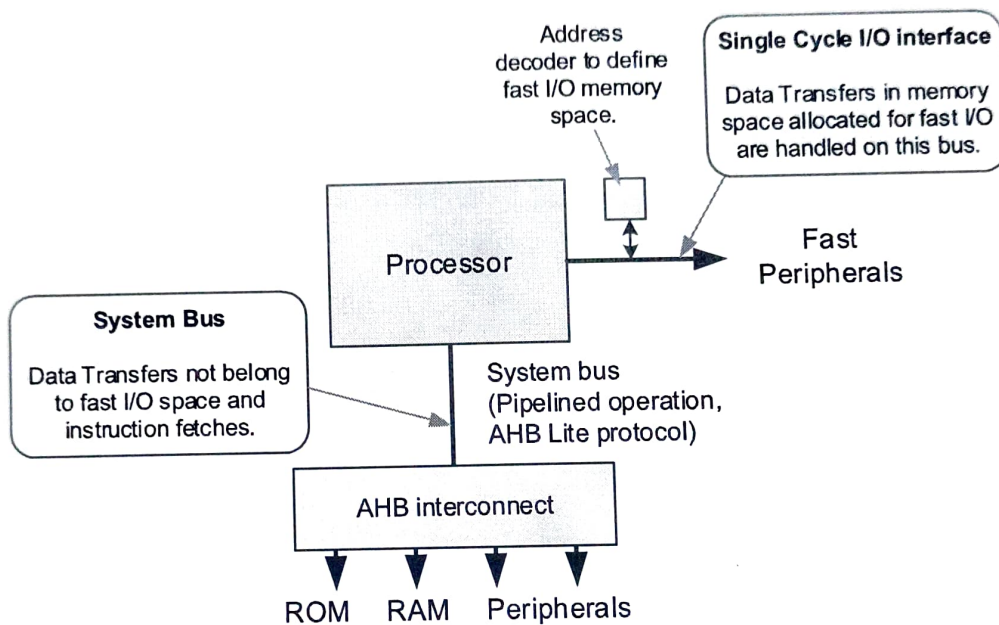 Address
decoder to define
fast I/O memory
space.
Single Cycle I/O interface
Data Transfers in memory
space allocated for fast I/O
are handled on this bus.
Processor
Fast
Peripherals
System Bus
Data Transfers not belong
to fast I/O space and
instruction fetches.
System bus
(Pipelined operation,
AHB Lite protocol)
AHB interconnect
ROM RAM Peripherals